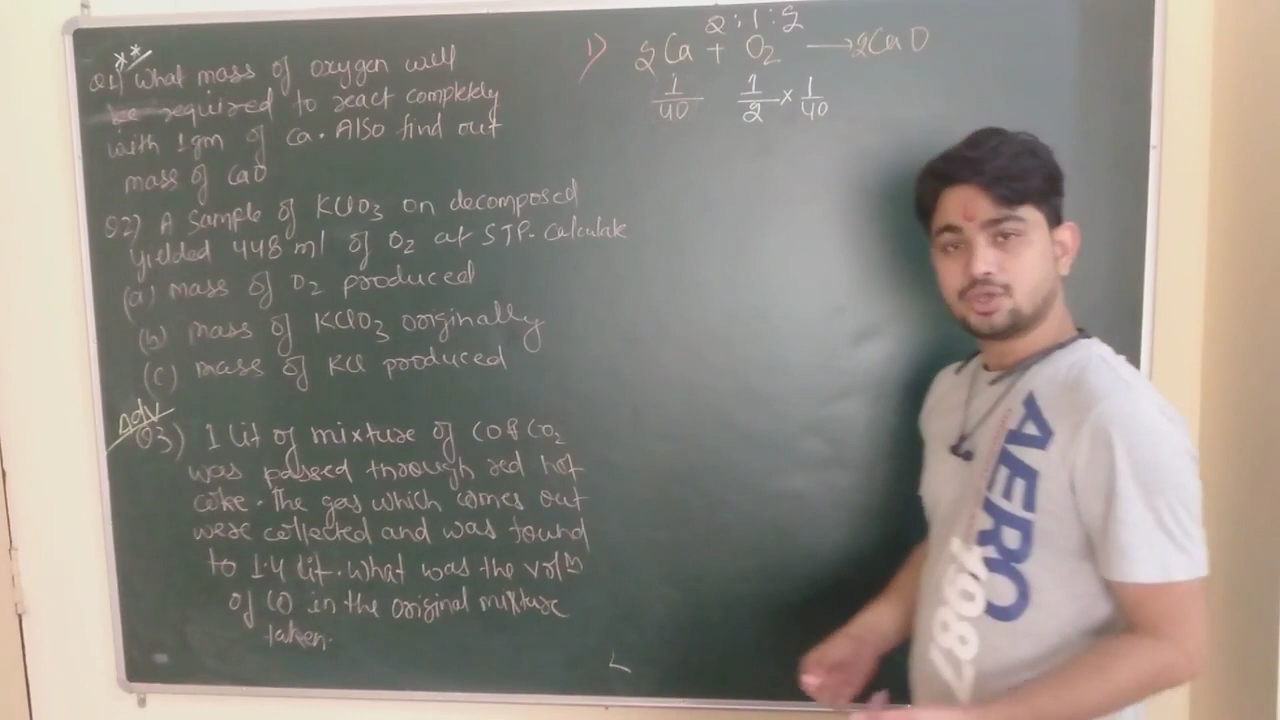 **
Q1) What mass of oxygen will
be required to react completely
with 1gm of Ca. Also find out
mass of CaO
Q2) A sample of KClO3 on decomposed
yielded 448 ml of O2 at STP. calculate
(a) mass of O2 produced
(b) mass of KClO3 originally
(c) mass of KCl produced
Adv
Q3) 1 lit of mixture of CO & CO2
was passed through red hot
coke. The gas which comes out
were collected and was found
to 1.4 lit. what was the volm
of CO in the original mixture
taken.
2 : 1 : 2
1) 2Ca + O2 → 2CaO
1/40 1/2 × 1/40
AERO
1987